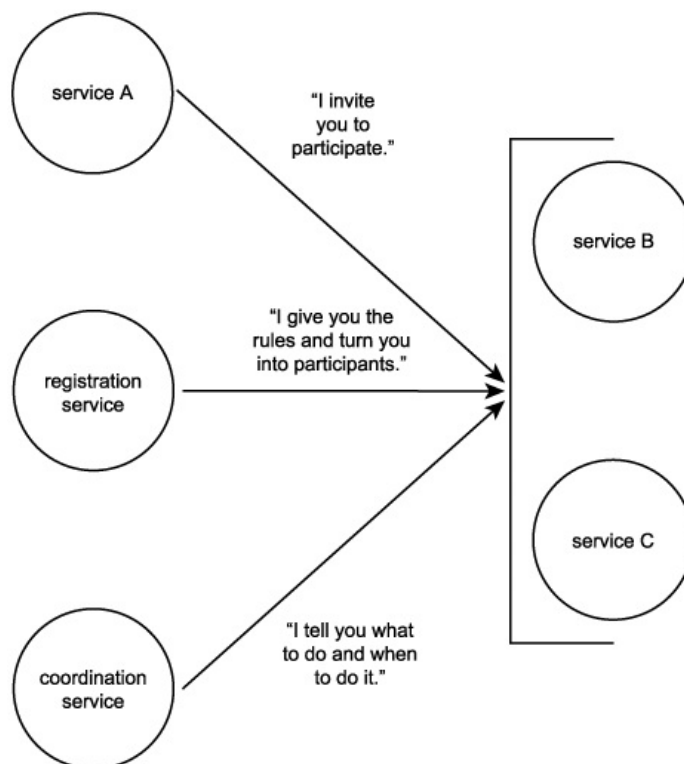 service A
“I invite
you to
participate.”
service B
“I give you the
rules and turn you
into participants.”
registration
service
service C
“I tell you what
to do and when
to do it.”
coordination
service